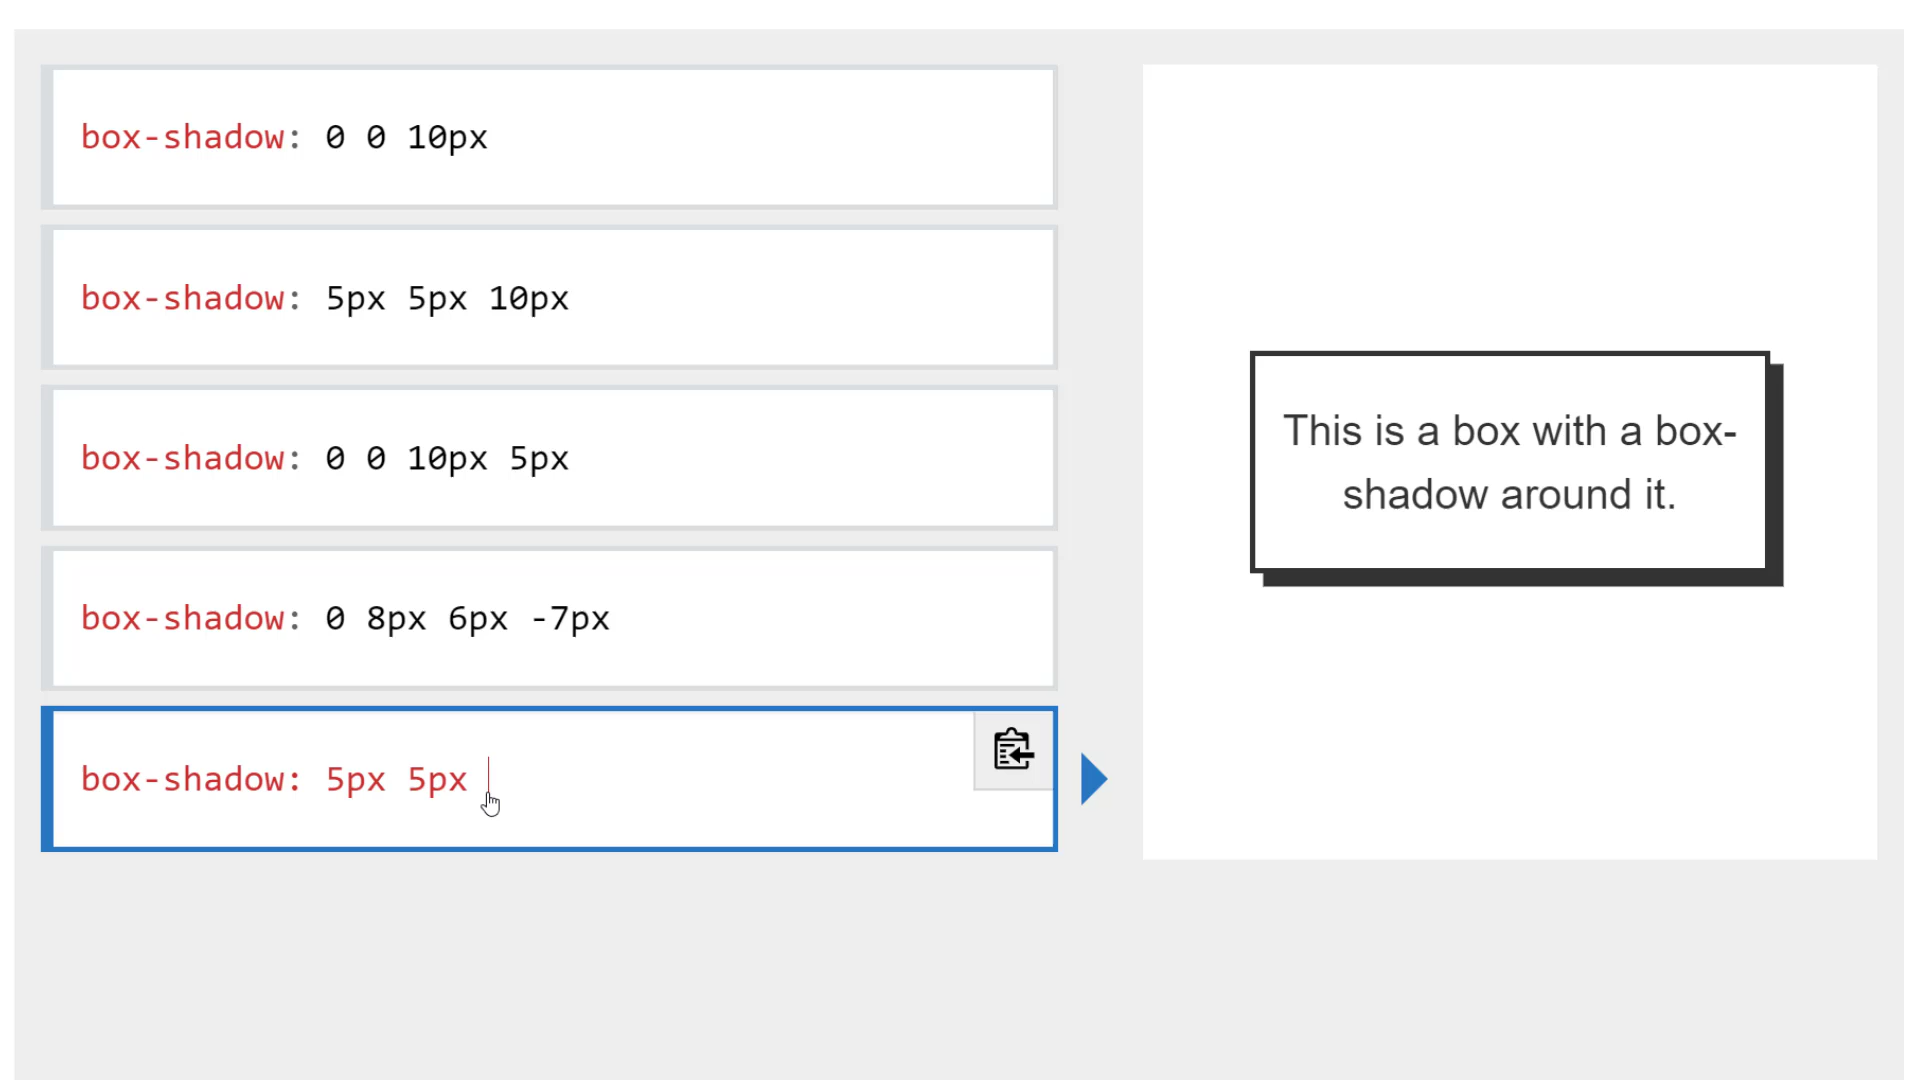 box-shadow: 0 0 10px
box-shadow: 5px 5px 10px
box-shadow: 0 0 10px 5px
box-shadow: 0 8px 6px -7px
box-shadow: 5px 5px
This is a box with a box-
shadow around it.